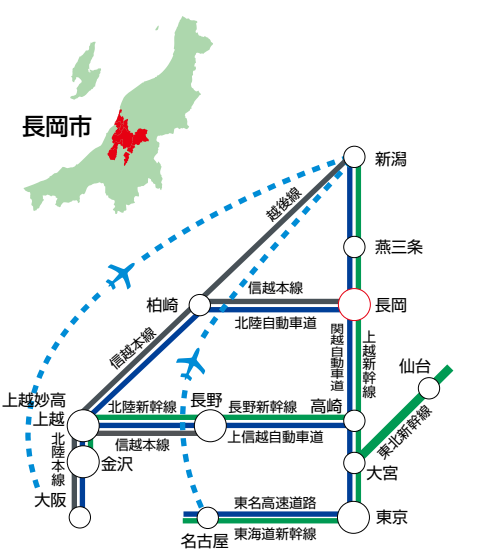 長岡市
新潟
越後線
燕三条
信越本線
柏崎
長岡
北陸自動車道
信越本線
関越自動車道
上越新幹線
仙台
上越妙高
長野
上越
北陸新幹線
長野新幹線
高崎
東北新幹線
信越本線
上信越自動車道
北陸本線
金沢
大宮
大阪
東名高速道路
東京
名古屋
東海道新幹線